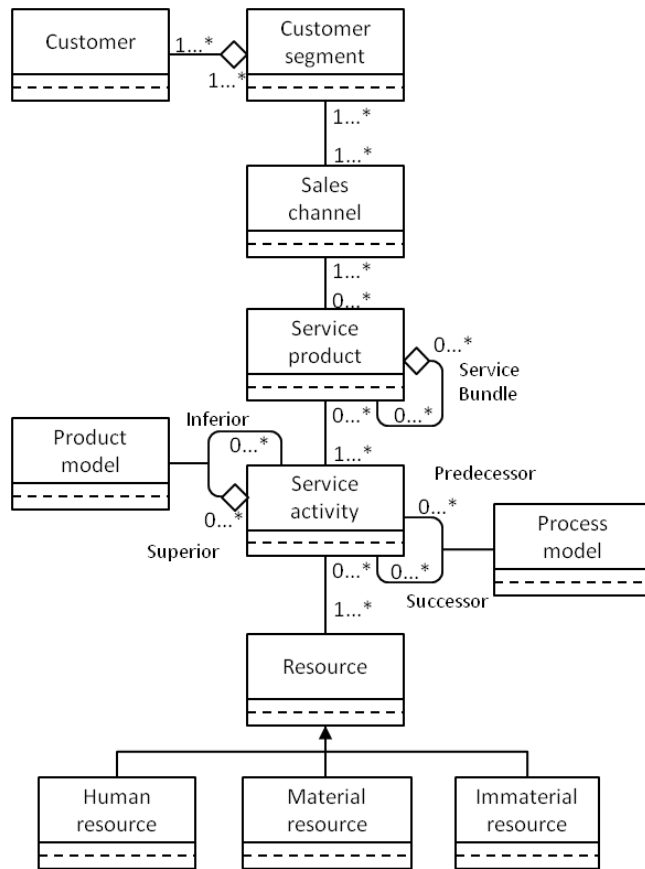 Customer
1...*
1...*
Customer
segment
1...*
1...*
Sales
channel
1...*
0...*
Service
product
0...*
Service
Bundle
0...*
0...*
1...*
Product
model
Inferior
0...*
0...*
Superior
Service
activity
Predecessor
0...*
0...*
Successor
Process
model
0...*
1...*
Resource
Human
resource
Material
resource
Immaterial
resource